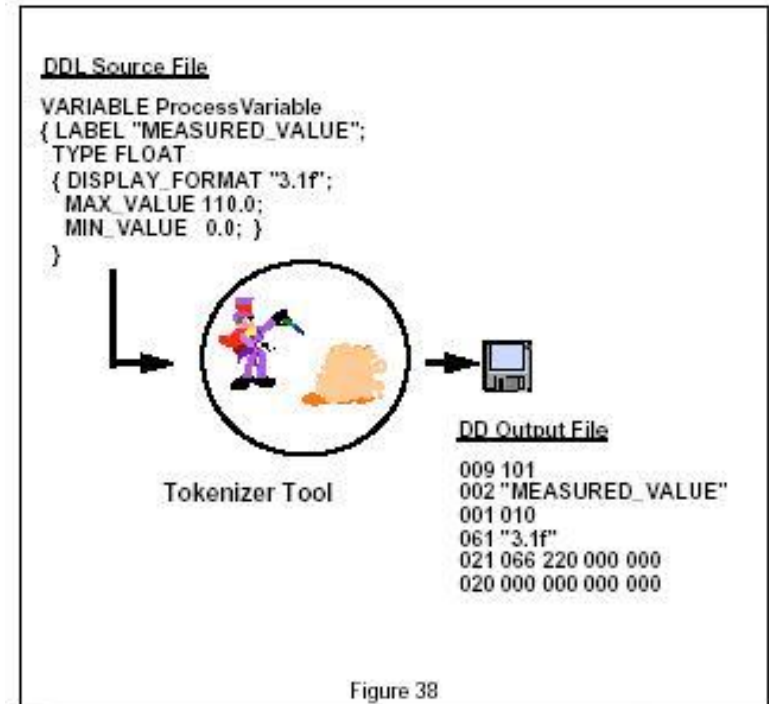 DDL Source File
VARIABLE ProcessVariable
{ LABEL "MEASURED_VALUE";
TYPE FLOAT
{ DISPLAY_FORMAT "3.1f";
MAX_VALUE 110.0;
MIN_VALUE 0.0; }
}
Tokenizer Tool
DD Output File
009 101
002 "MEASURED_VALUE"
001 010
061 "3.1f"
021 066 220 000 000
020 000 000 000 000
Figure 38